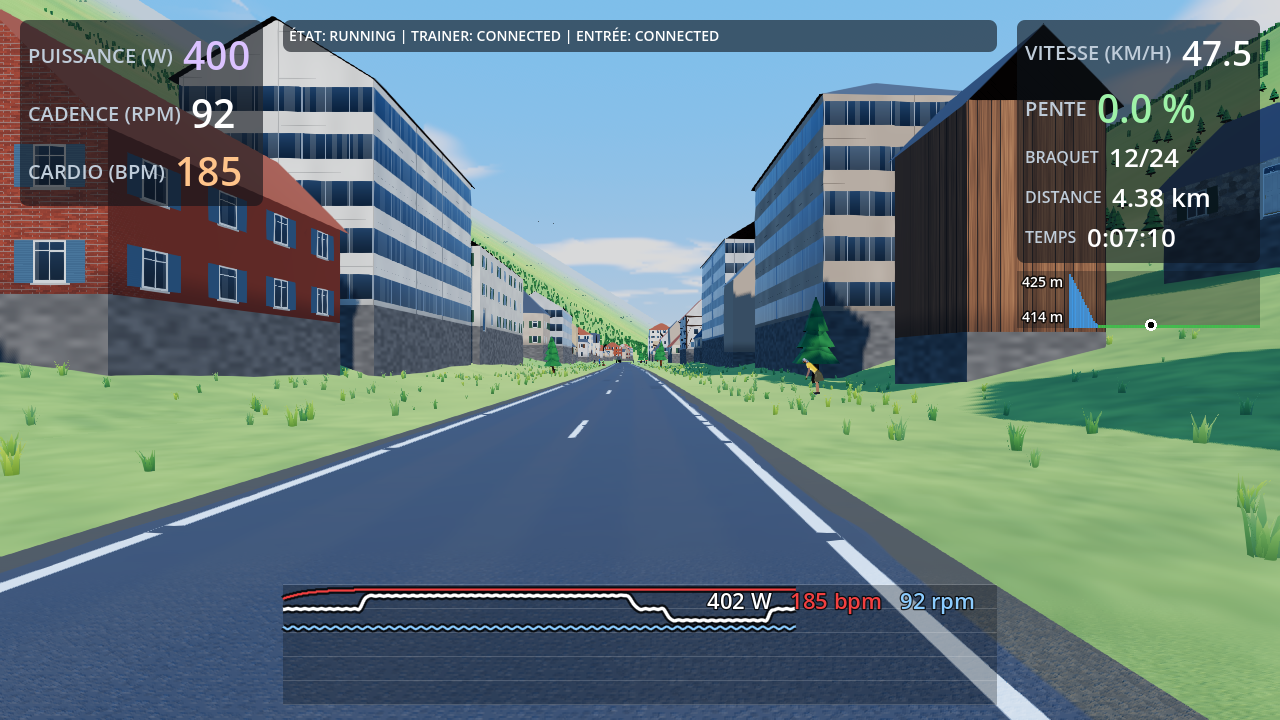 PUISSANCE (W) 400
CADENCE (RPM) 92
CARDIO (BPM) 185
ÉTAT: RUNNING | TRAINER: CONNECTED | ENTRÉE: CONNECTED
VITESSE (KM/H) 47.5
PENTE 0.0 %
BRAQUET 12/24
DISTANCE 4.38 km
TEMPS 0:07:10
425 m
414 m
402 W 185 bpm 92 rpm